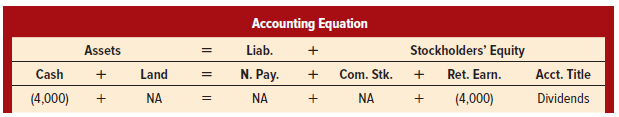 Accounting Equation
Assets = Liab. + Stockholders' Equity
Cash + Land = N. Pay. + Com. Stk. + Ret. Earn. Acct. Title
(4,000) + NA = NA + NA + (4,000) Dividends